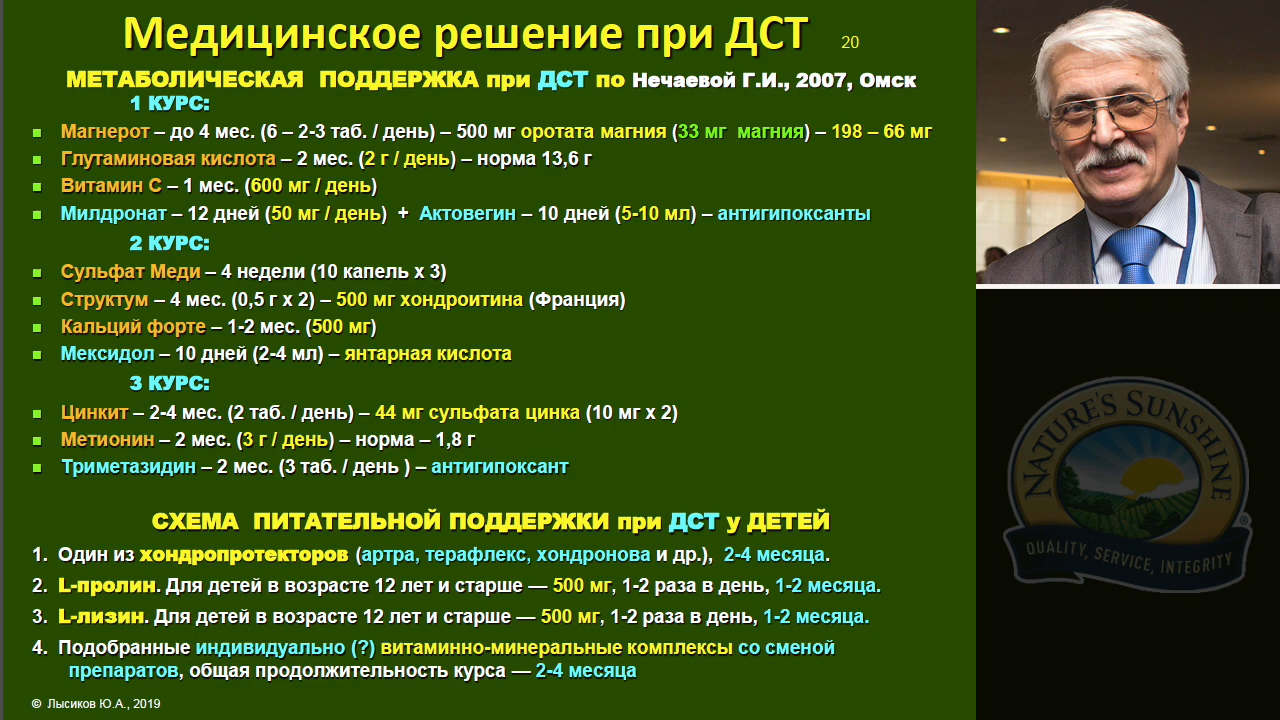 Медицинское решение при ДСТ 20
МЕТАБОЛИЧЕСКАЯ ПОДДЕРЖКА при ДСТ по Нечаевой Г.И., 2007, Омск
1 КУРС:
Магнерот – до 4 мес. (6 – 2-3 таб. / день) – 500 мг оротата магния (33 мг магния) – 198 – 66 мг
Глутаминовая кислота – 2 мес. (2 г / день) – норма 13,6 г
Витамин С – 1 мес. (600 мг / день)
Милдронат – 12 дней (50 мг / день) + Актовегин – 10 дней (5-10 мл) – антигипоксанты
2 КУРС:
Сульфат Меди – 4 недели (10 капель х 3)
Структум – 4 мес. (0,5 г х 2) – 500 мг хондроитина (Франция)
Кальций форте – 1-2 мес. (500 мг)
Мексидол – 10 дней (2-4 мл) – янтарная кислота
3 КУРС:
Цинкит – 2-4 мес. (2 таб. / день) – 44 мг сульфата цинка (10 мг х 2)
Метионин – 2 мес. (3 г / день) – норма – 1,8 г
Триметазидин – 2 мес. (3 таб. / день ) – антигипоксант
СХЕМА ПИТАТЕЛЬНОЙ ПОДДЕРЖКИ при ДСТ у ДЕТЕЙ
1. Один из хондропротекторов (артра, терафлекс, хондронова и др.), 2-4 месяца.
2. L-пролин. Для детей в возрасте 12 лет и старше — 500 мг, 1-2 раза в день, 1-2 месяца.
3. L-лизин. Для детей в возрасте 12 лет и старше — 500 мг, 1-2 раза в день, 1-2 месяца.
4. Подобранные индивидуально (?) витаминно-минеральные комплексы со сменой
препаратов, общая продолжительность курса — 2-4 месяца
© Лысиков Ю.А., 2019
NATURE'S SUNSHINE
®
QUALITY, SERVICE, INTEGRITY